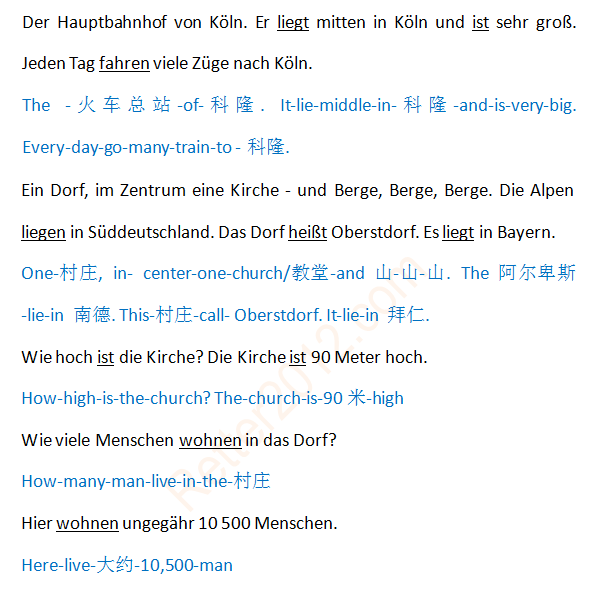 Der Hauptbahnhof von Köln. Er liegt mitten in Köln und ist sehr groß.
Jeden Tag fahren viele Züge nach Köln.
The -火车总站-of-科隆. It-lie-middle-in-科隆-and-is-very-big.
Every-day-go-many-train-to - 科隆.
Ein Dorf, im Zentrum eine Kirche - und Berge, Berge, Berge. Die Alpen
liegen in Süddeutschland. Das Dorf heißt Oberstdorf. Es liegt in Bayern.
One-村庄, in- center-one-church/教堂-and 山-山-山. The 阿尔卑斯
-lie-in 南德. This-村庄-call- Oberstdorf. It-lie-in 拜仁.
Wie hoch ist die Kirche? Die Kirche ist 90 Meter hoch.
How-high-is-the-church? The-church-is-90 米-high
Wie viele Menschen wohnen in das Dorf?
How-many-man-live-in-the-村庄
Hier wohnen ungegähr 10 500 Menschen.
Here-live-大约-10,500-man